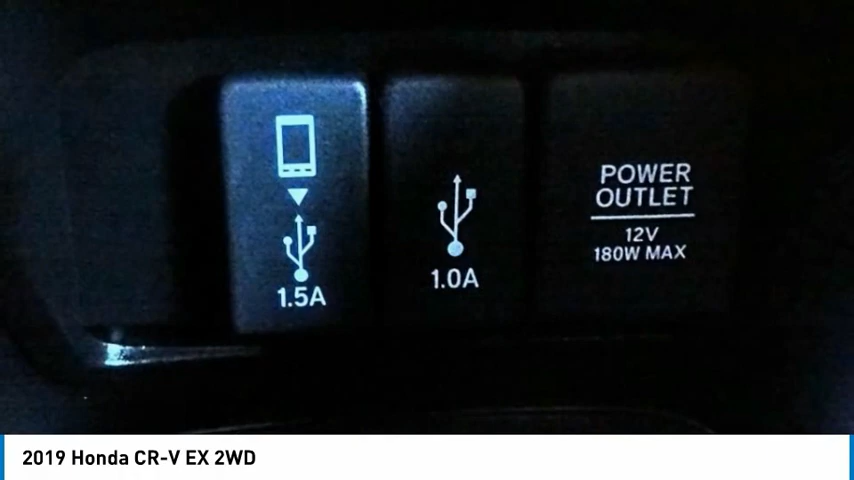 1.5A
1.0A
POWER
OUTLET
12V
180W MAX
2019 Honda CR-V EX 2WD